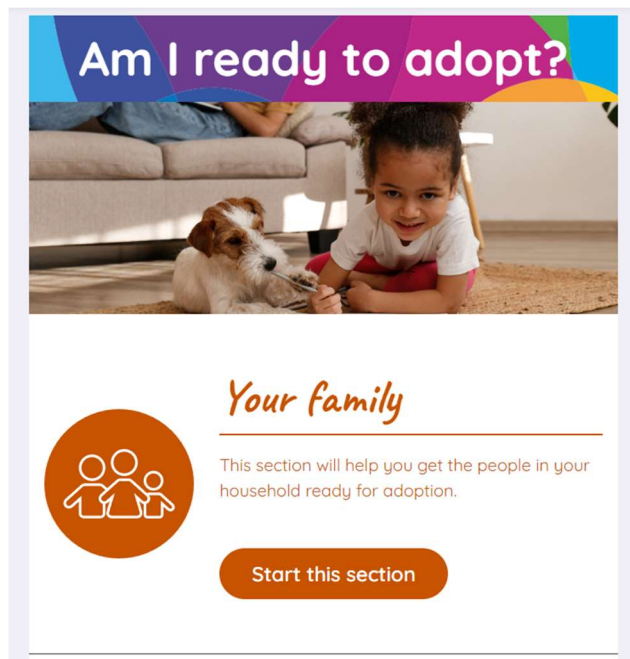 Am I ready to adopt?
Your family
This section will help you get the people in your
household ready for adoption.
Start this section